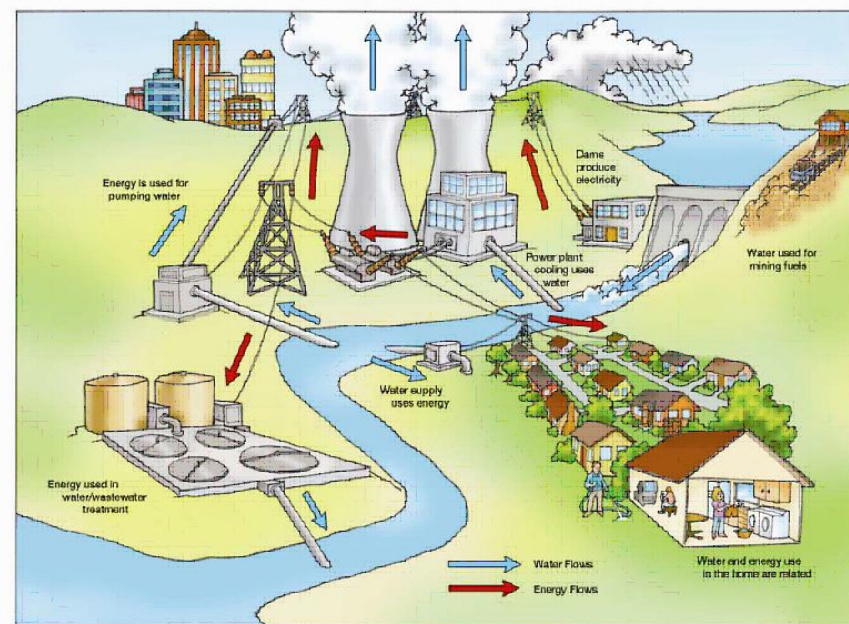 Energy is used for
pumping water
Dams
produce
electricity
Water used for
mining fuels
Power plant
cooling uses
water
Water supply
uses energy
Energy used in
water/wastewater
treatment
Water and energy use
in the home are related
Water Flows
Energy Flows